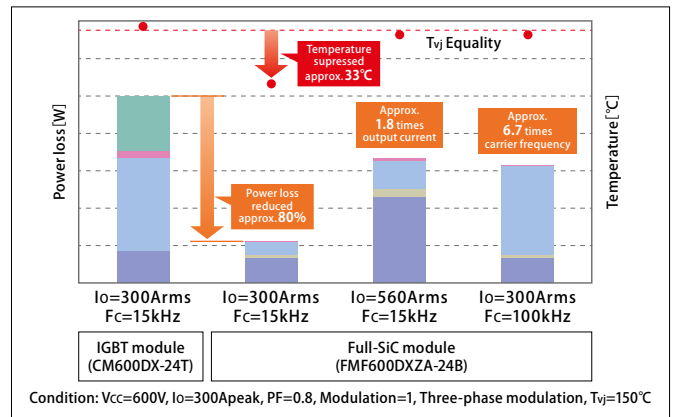 Tvj Equality
Temperature
supressed
approx.33℃
Approx.
1.8 times
output current
Approx.
6.7 times
carrier frequency
Power loss
reduced
approx.80%
Power loss [W]
Temperature [℃]
Io=300Arms
Fc=15kHz
Io=300Arms
Fc=15kHz
Io=560Arms
Fc=15kHz
Io=300Arms
Fc=100kHz
IGBT module
(CM600DX-24T)
Full-SiC module
(FMF600DXZA-24B)
Condition: Vcc=600V, Io=300Apeak, PF=0.8, Modulation=1, Three-phase modulation, Tvj=150℃